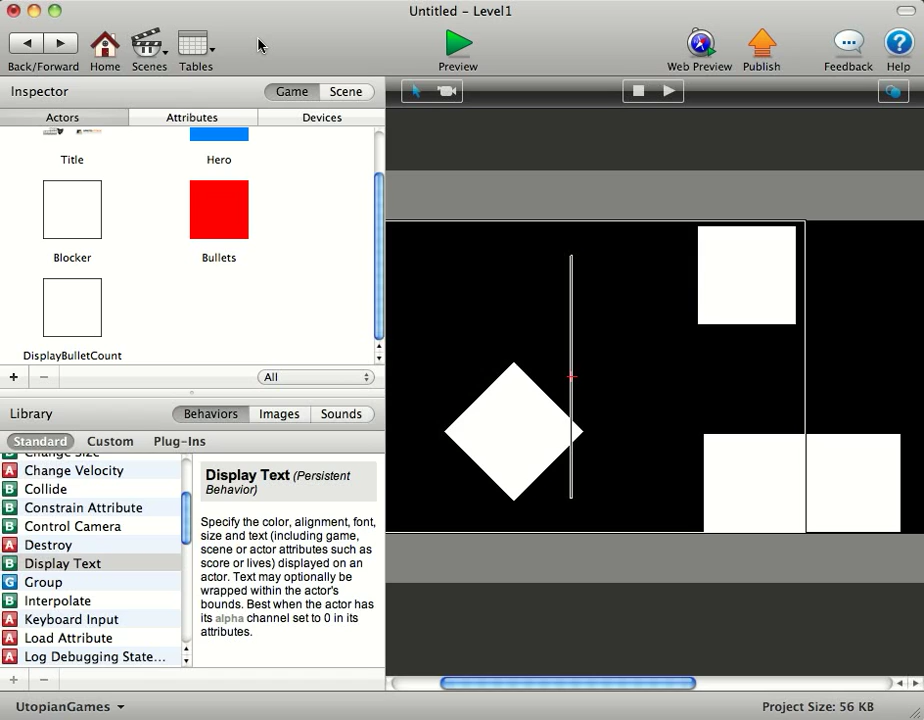 Untitled – Level1
Back/Forward
Home
Scenes
Tables
Preview
Web Preview
Publish
Feedback
Help
Inspector
Game
Scene
Actors
Attributes
Devices
Title
Hero
Blocker
Bullets
DisplayBulletCount
All
Library
Behaviors
Images
Sounds
Standard
Custom
Plug-Ins
Change Size
A Change Velocity
B Collide
B Constrain Attribute
B Control Camera
A Destroy
B Display Text
G Group
B Interpolate
A Keyboard Input
A Load Attribute
A Log Debugging State...
Display Text (Persistent
Behavior)
Specify the color, alignment, font,
size and text (including game,
scene or actor attributes such as
score or lives) displayed on an
actor. Text may optionally be
wrapped within the actor's
bounds. Best when the actor has
its alpha channel set to 0 in its
attributes.
UtopianGames
Project Size: 56 KB